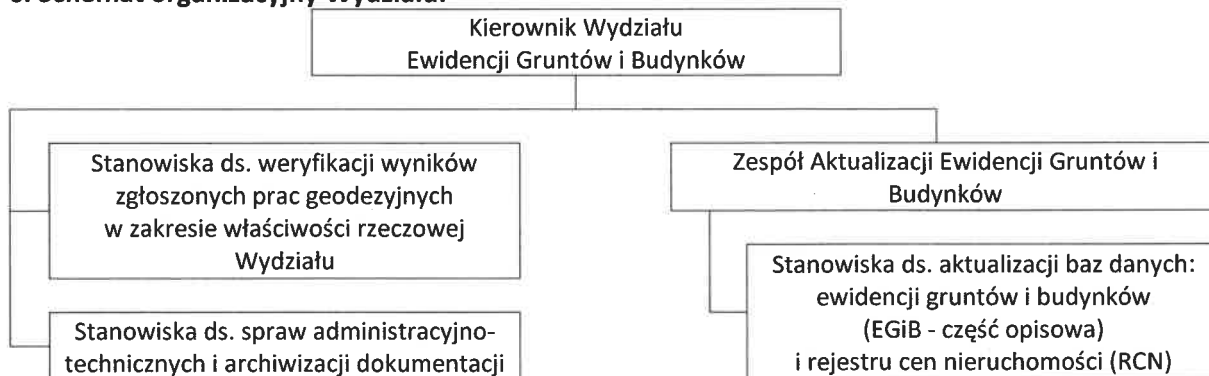 Kierownik Wydziału
Ewidencji Gruntów i Budynków
Stanowiska ds. weryfikacji wyników
zgłoszonych prac geodezyjnych
w zakresie właściwości rzeczowej
Wydziału
Stanowiska ds. spraw administracyjno-
technicznych i archiwizacji dokumentacji
Zespół Aktualizacji Ewidencji Gruntów i
Budynków
Stanowiska ds. aktualizacji baz danych:
ewidencji gruntów i budynków
(EGiB - część opisowa)
i rejestru cen nieruchomości (RCN)